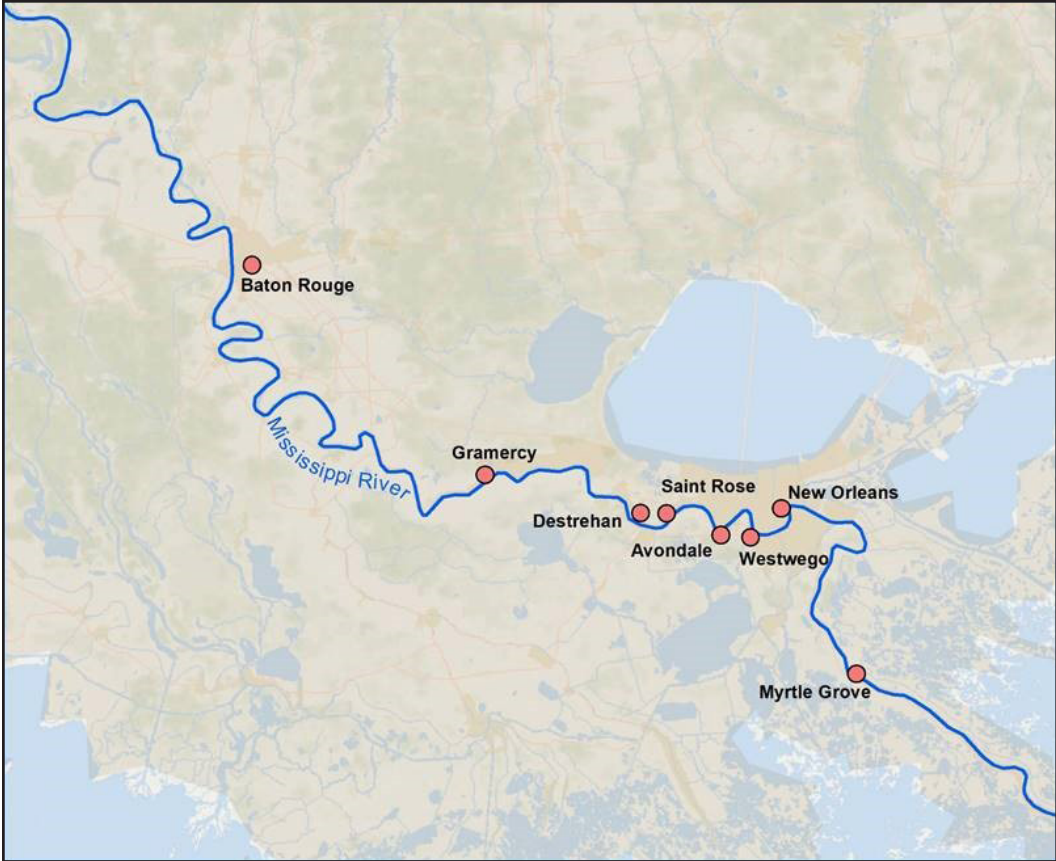 Baton Rouge
Mississippi River
Gramercy
Saint Rose
New Orleans
Destrehan
Avondale
Westwego
Myrtle Grove